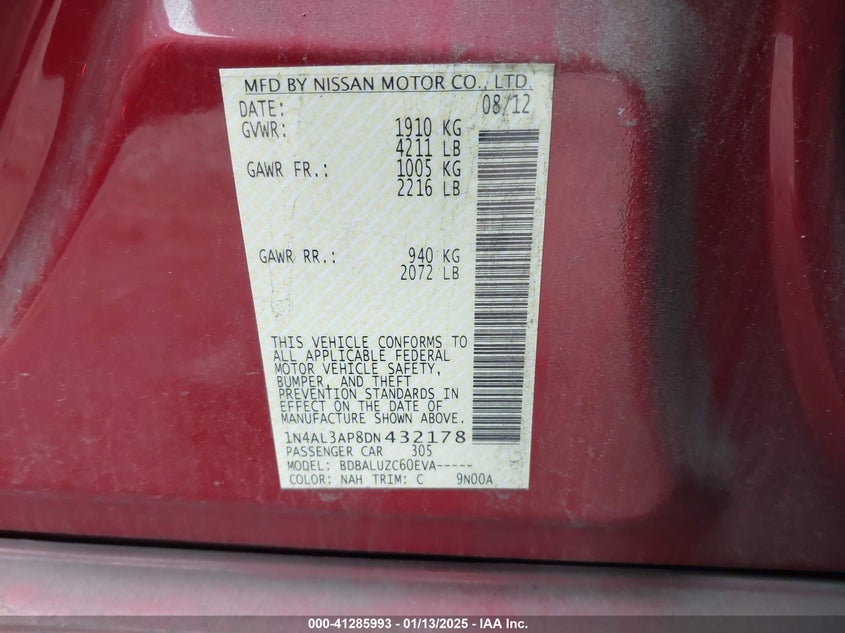 MFD BY NISSAN MOTOR CO., LTD.
DATE: 08/12
GVWR: 1910 KG
4211 LB
GAWR FR.: 1005 KG
2216 LB
GAWR RR.: 940 KG
2072 LB
THIS VEHICLE CONFORMS TO
ALL APPLICABLE FEDERAL
MOTOR VEHICLE SAFETY,
BUMPER, AND THEFT
PREVENTION STANDARDS IN
EFFECT ON THE DATE OF
MANUFACTURE SHOWN ABOVE.
1N4AL3AP8DN432178
PASSENGER CAR 305
MODEL: BDBALUZC60EVA-----
COLOR: NAH TRIM: C 9N00A
000-41285993 - 01/13/2025 - IAA Inc.